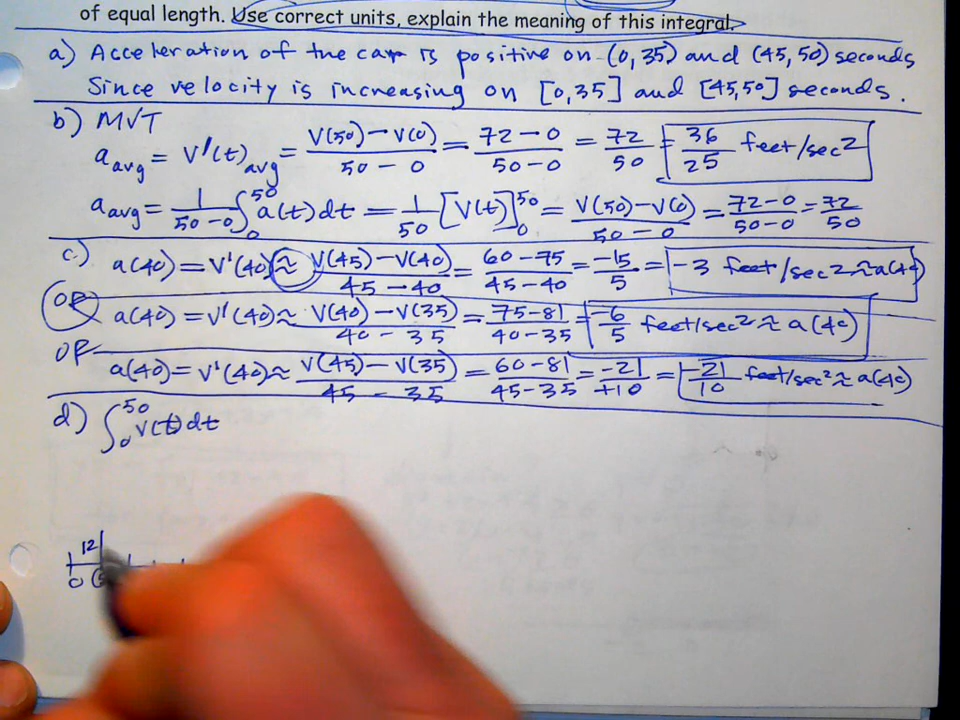 of equal length. Use correct units, explain the meaning of this integral.
a) Acceleration of the car is positive on (0,35) and (45,50) seconds
Since velocity is increasing on [0,35] and [45,50] seconds.
b) MVT
a_avg = V'(t)_avg = (V(50)-V(0))/(50-0) = (72-0)/(50-0) = 72/50 = 36/25 feet/sec²
a_avg = 1/(50-0) ∫₀⁵⁰ a(t)dt = 1/50 [V(t)]₀⁵⁰ = (V(50)-V(0))/(50-0) = (72-0)/(50-0) = 72/50
c.) a(40) = V'(40) ≈ (V(45)-V(40))/(45-40) = (60-75)/(45-40) = -15/5 = -3 feet/sec² ≈ a(40)
OR a(40) = V'(40) ≈ (V(40)-V(35))/(40-35) = (75-81)/(40-35) = -6/5 feet/sec² ≈ a(40)
OR a(40) = V'(40) ≈ (V(45)-V(35))/(45-35) = (60-81)/(45-35) = -21/+10 = -21/10 feet/sec² ≈ a(40)
d) ∫₀⁵⁰ V(t)dt
12
0